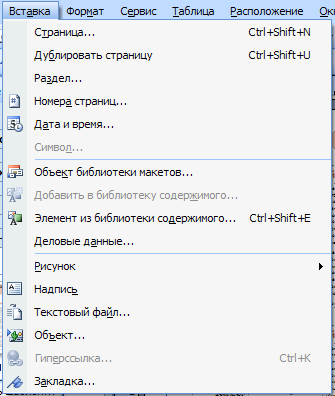 Вставка Формат Сервис Таблица Расположение
Страница... Ctrl+Shift+N
Дублировать страницу Ctrl+Shift+U
Раздел...
Номера страниц...
Дата и время...
Символ...
Объект библиотеки макетов...
Добавить в библиотеку содержимого...
Элемент из библиотеки содержимого... Ctrl+Shift+E
Деловые данные...
Рисунок
Надпись
Текстовый файл...
Объект...
Гиперссылка... Ctrl+K
Закладка...